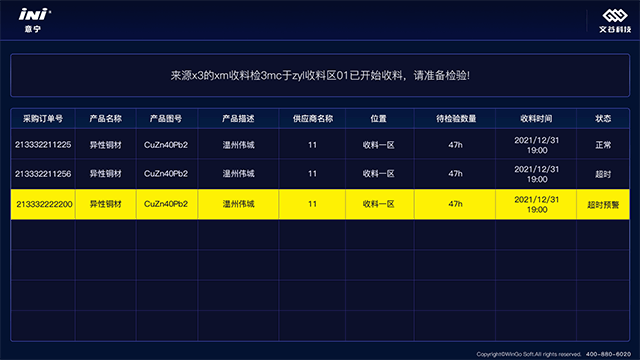 INI®
意宁
文谷科技
来源x3的xm收料检3mc于zyl收料区01已开始收料，请准备检验!
采购订单号 产品名称 产品图号 产品描述 供应商名称 位置 待检验数量 收料时间 状态
213332211225 异性铜材 CuZn40Pb2 温州伟城 11 收料一区 47h 2021/12/31 19:00 正常
213332211256 异性铜材 CuZn40Pb2 温州伟城 11 收料一区 47h 2021/12/31 19:00 超时
213332222200 异性铜材 CuZn40Pb2 温州伟城 11 收料一区 47h 2021/12/31 19:00 超时预警
Copyright©WinGo Soft.All rights reserved. 400-880-6020